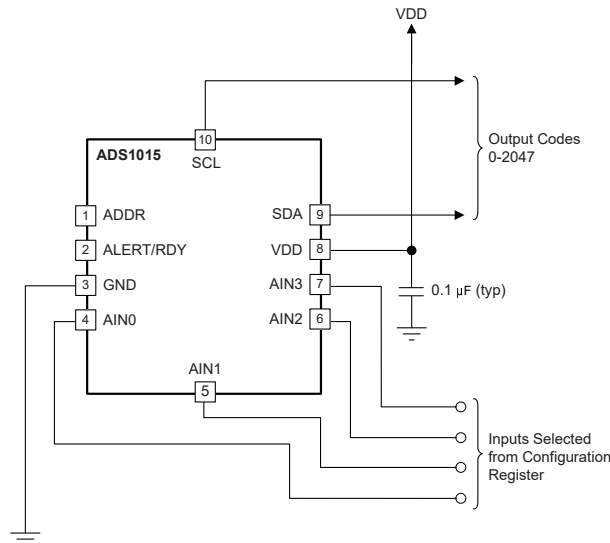 VDD
10
ADS1015
SCL
Output Codes
0-2047
1 ADDR
SDA 9
2 ALERT/RDY
VDD 8
3 GND
AIN3 7
0.1 µF (typ)
4 AIN0
AIN2 6
AIN1
5
Inputs Selected
from Configuration
Register